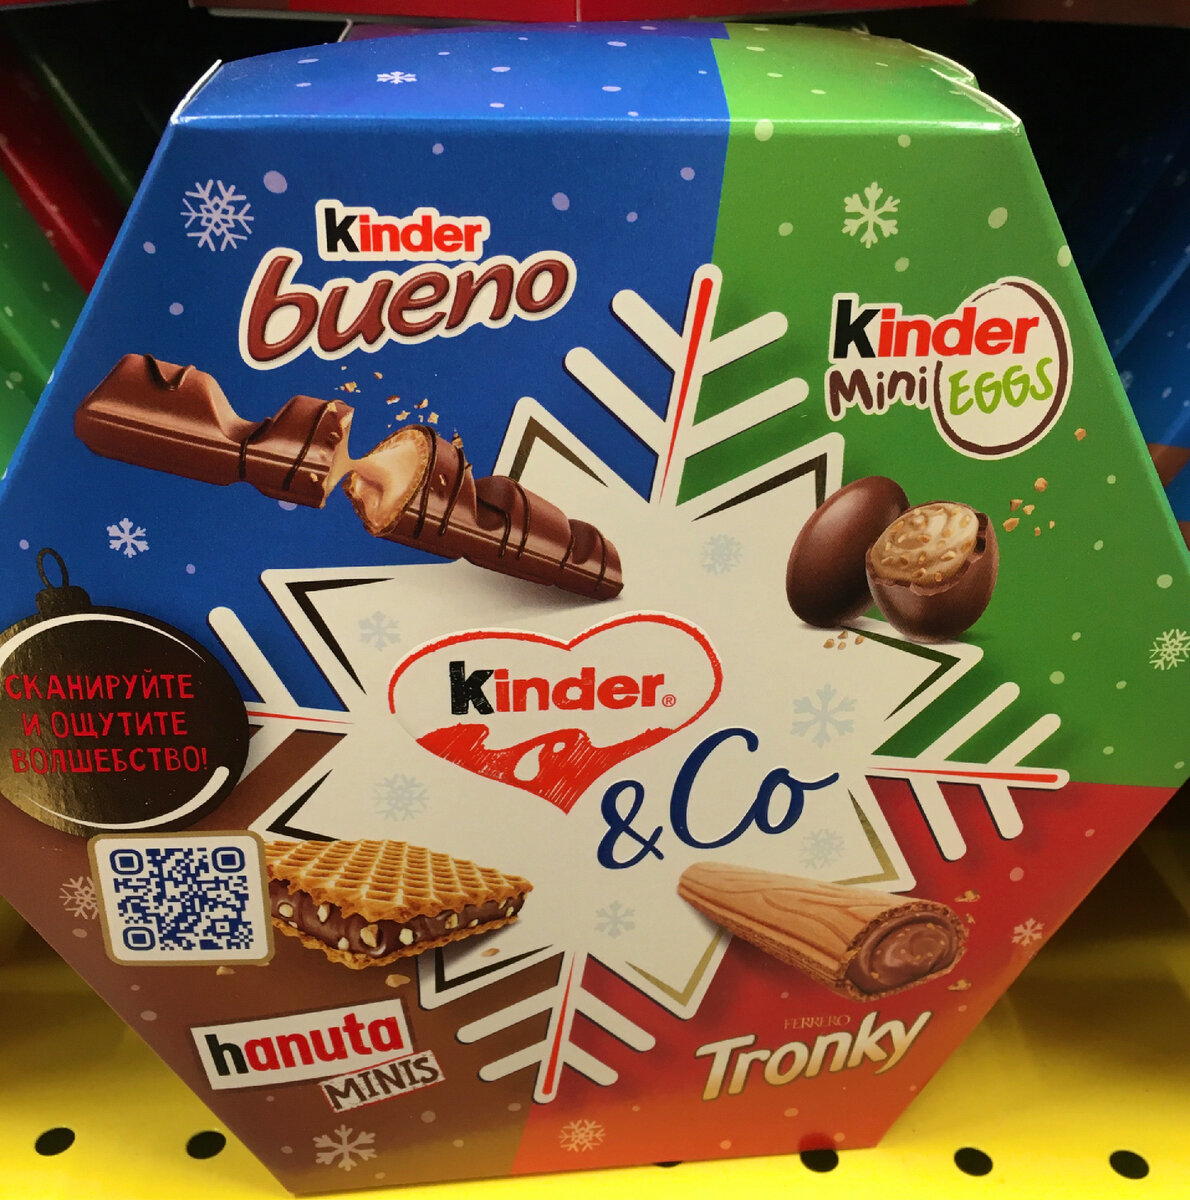 kinder
bueno
kinder
Mini EGGS
СКАНИРУЙТЕ
И ОЩУТИТЕ
ВОЛШЕБСТВО!
kinder®
&Co
hanuta
MINIS
FERRERO
Tronky